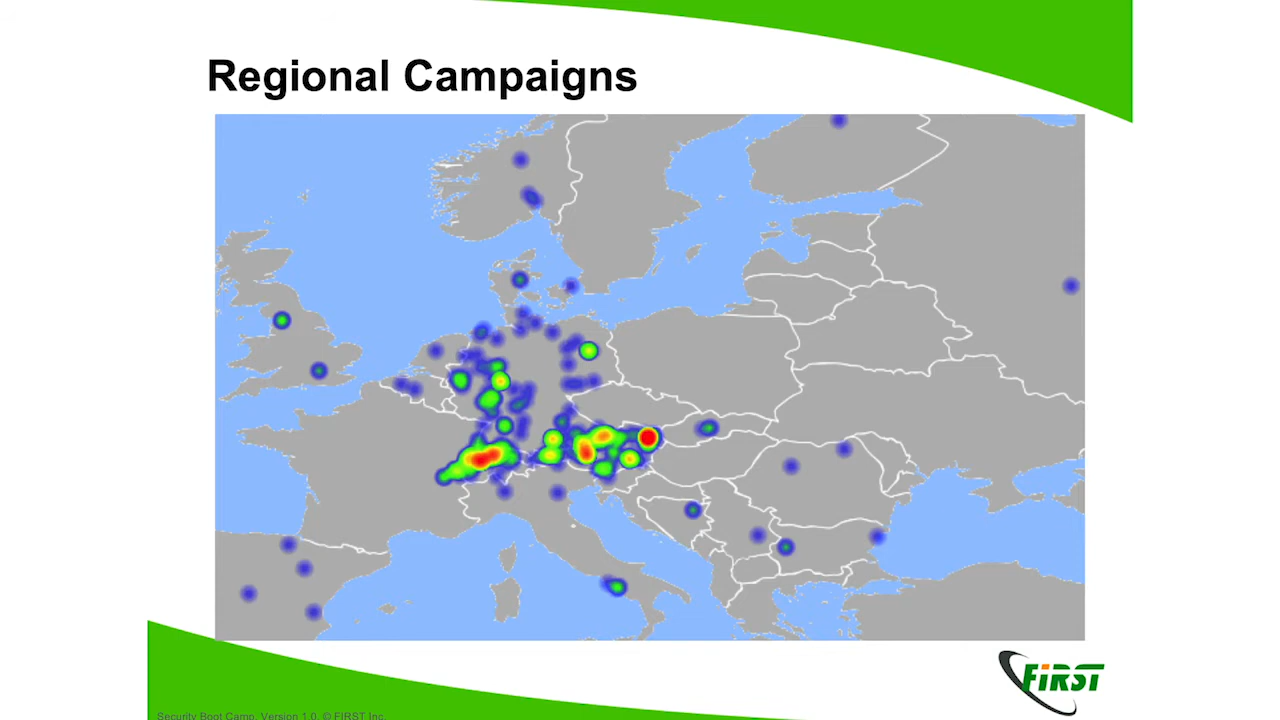 Regional Campaigns
FIRST
Security Boot Camp, Version 1.0, © FIRST Inc.